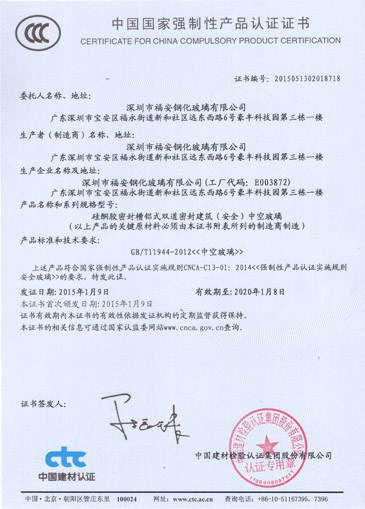 中国国家强制性产品认证证书
CERTIFICATE FOR CHINA COMPULSORY PRODUCT CERTIFICATION
证书编号: 2015051302018718
委托人名称、地址:
深圳市福安钢化玻璃有限公司
广东深圳市宝安区福永街道新和社区远东西路6号豪丰科技园第三栋一楼
生产者（制造商）名称、地址:
深圳市福安钢化玻璃有限公司
广东深圳市宝安区福永街道新和社区远东西路6号豪丰科技园第三栋一楼
生产企业名称及地址:
深圳市福安钢化玻璃有限公司(工厂代码: E003872)
广东深圳市宝安区福永街道新和社区远东西路6号豪丰科技园第三栋一楼
产品名称和系列规格型号:
硅酮胶密封槽铝式双道密封建筑（安全）中空玻璃
(以上产品的关键原材料必须由本证书附表所列的制造商制造)
产品标准和技术要求:
GB/T11944-2012<<中空玻璃>>
上述产品符合国家强制性产品认证实施规则CNCA-C13-01: 2014<<强制性产品认证实施规则
安全玻璃>>的要求，特发此证。
发证日期: 2015年1月9日 有效期至: 2020年1月8日
本证书首次颁发日期: 2015年1月9日
证书有效期内本证书的有效性依据发证机构的定期监督获得保持。
本证书的相关信息可通过国家认监委网站www.cnca.gov.cn查询。
证书签发人:
中国建材检验认证集团股份有限公司
认证专用章
ctc
中国建材认证
中国建材检验认证集团股份有限公司
中国·北京·朝阳区管庄东里 100024 网址: www.ctc.ac.cn 查询电话: +86-10-51167395、7396